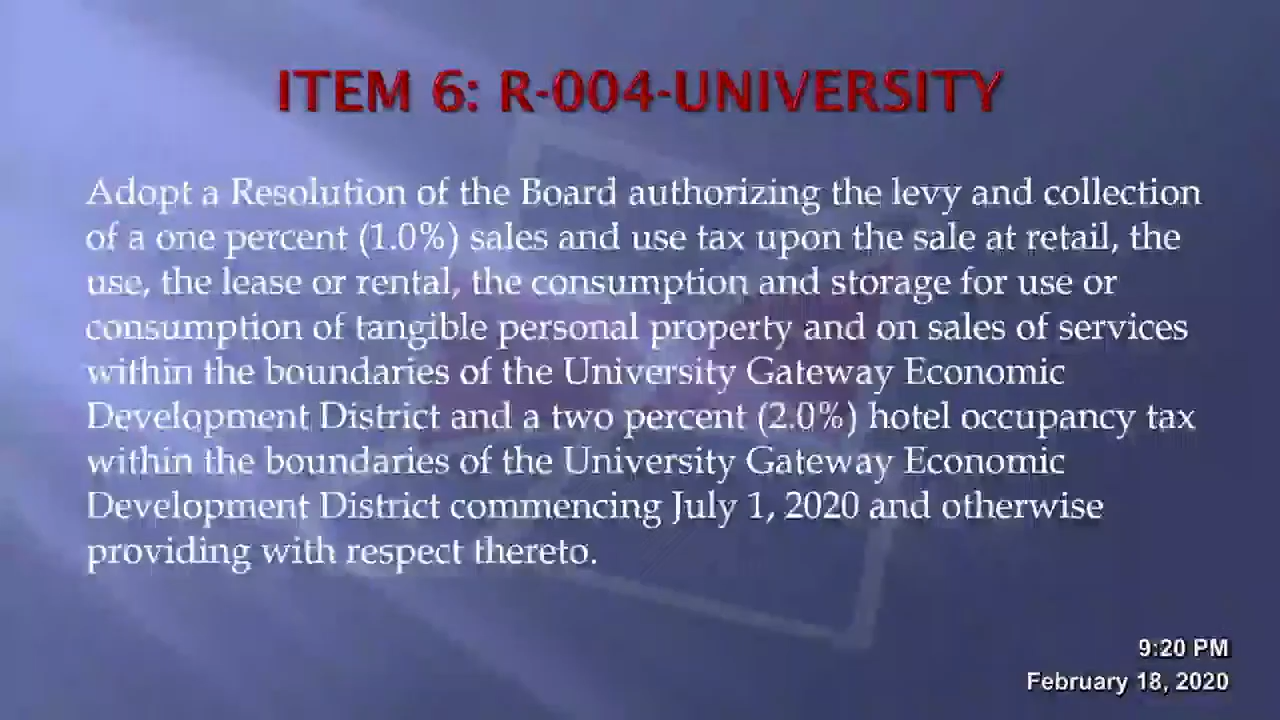 ITEM 6: R-004-UNIVERSITY
Adopt a Resolution of the Board authorizing the levy and collection
of a one percent (1.0%) sales and use tax upon the sale at retail, the
use, the lease or rental, the consumption and storage for use or
consumption of tangible personal property and on sales of services
within the boundaries of the University Gateway Economic
Development District and a two percent (2.0%) hotel occupancy tax
within the boundaries of the University Gateway Economic
Development District commencing July 1, 2020 and otherwise
providing with respect thereto.
9:20 PM
February 18, 2020